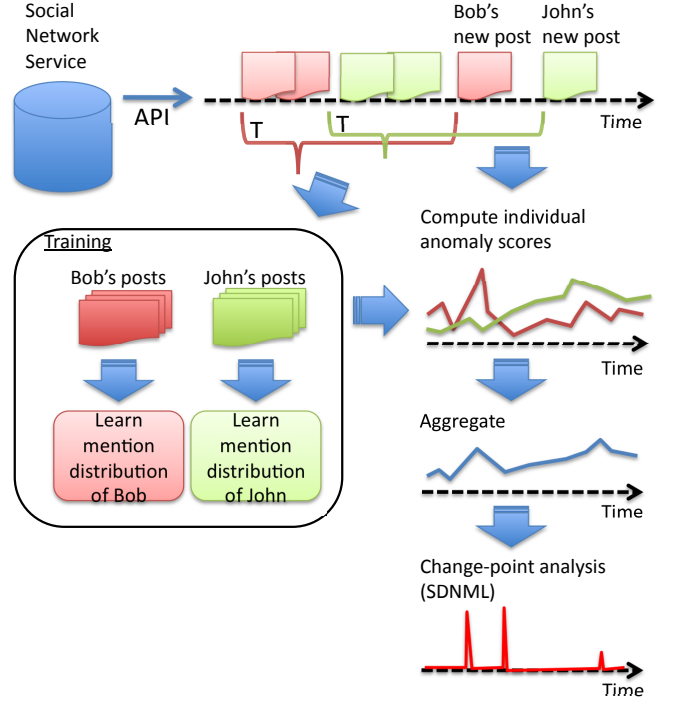 Social
Network
Service
API
Bob's
new post
John's
new post
Time
T
T
Compute individual
anomaly scores
Training
Bob's posts
John's posts
Time
Learn
mention
distribution
of Bob
Learn
mention
distribution
of John
Aggregate
Time
Change-point analysis
(SDNML)
Time